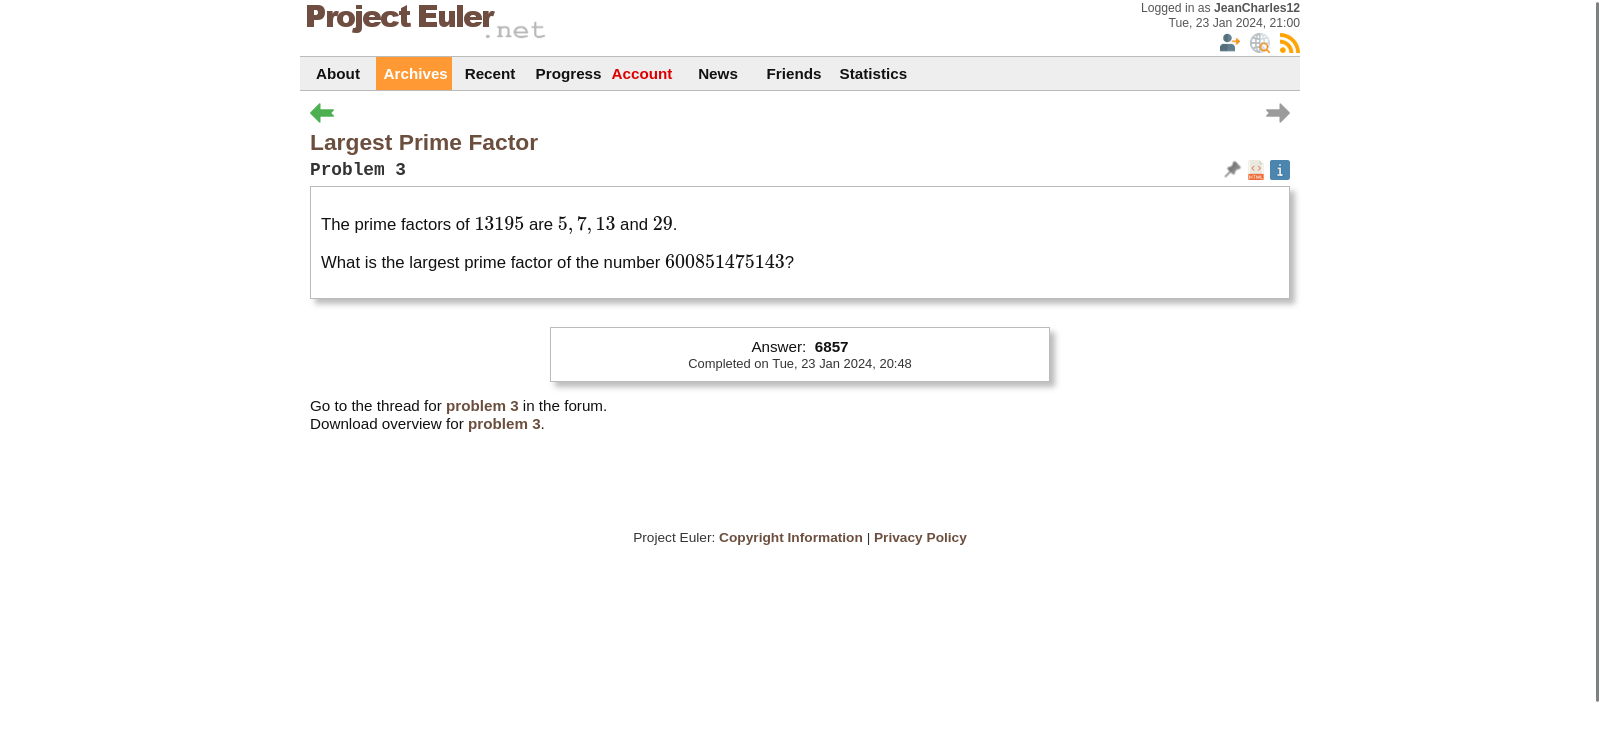 Project Euler
.net
Logged in as JeanCharles12
Tue, 23 Jan 2024, 21:00
About Archives Recent Progress Account News Friends Statistics
Largest Prime Factor
Problem 3
HTML
i
The prime factors of 13195 are 5, 7, 13 and 29.
What is the largest prime factor of the number 600851475143?
Answer: 6857
Completed on Tue, 23 Jan 2024, 20:48
Go to the thread for problem 3 in the forum.
Download overview for problem 3.
Project Euler: Copyright Information | Privacy Policy